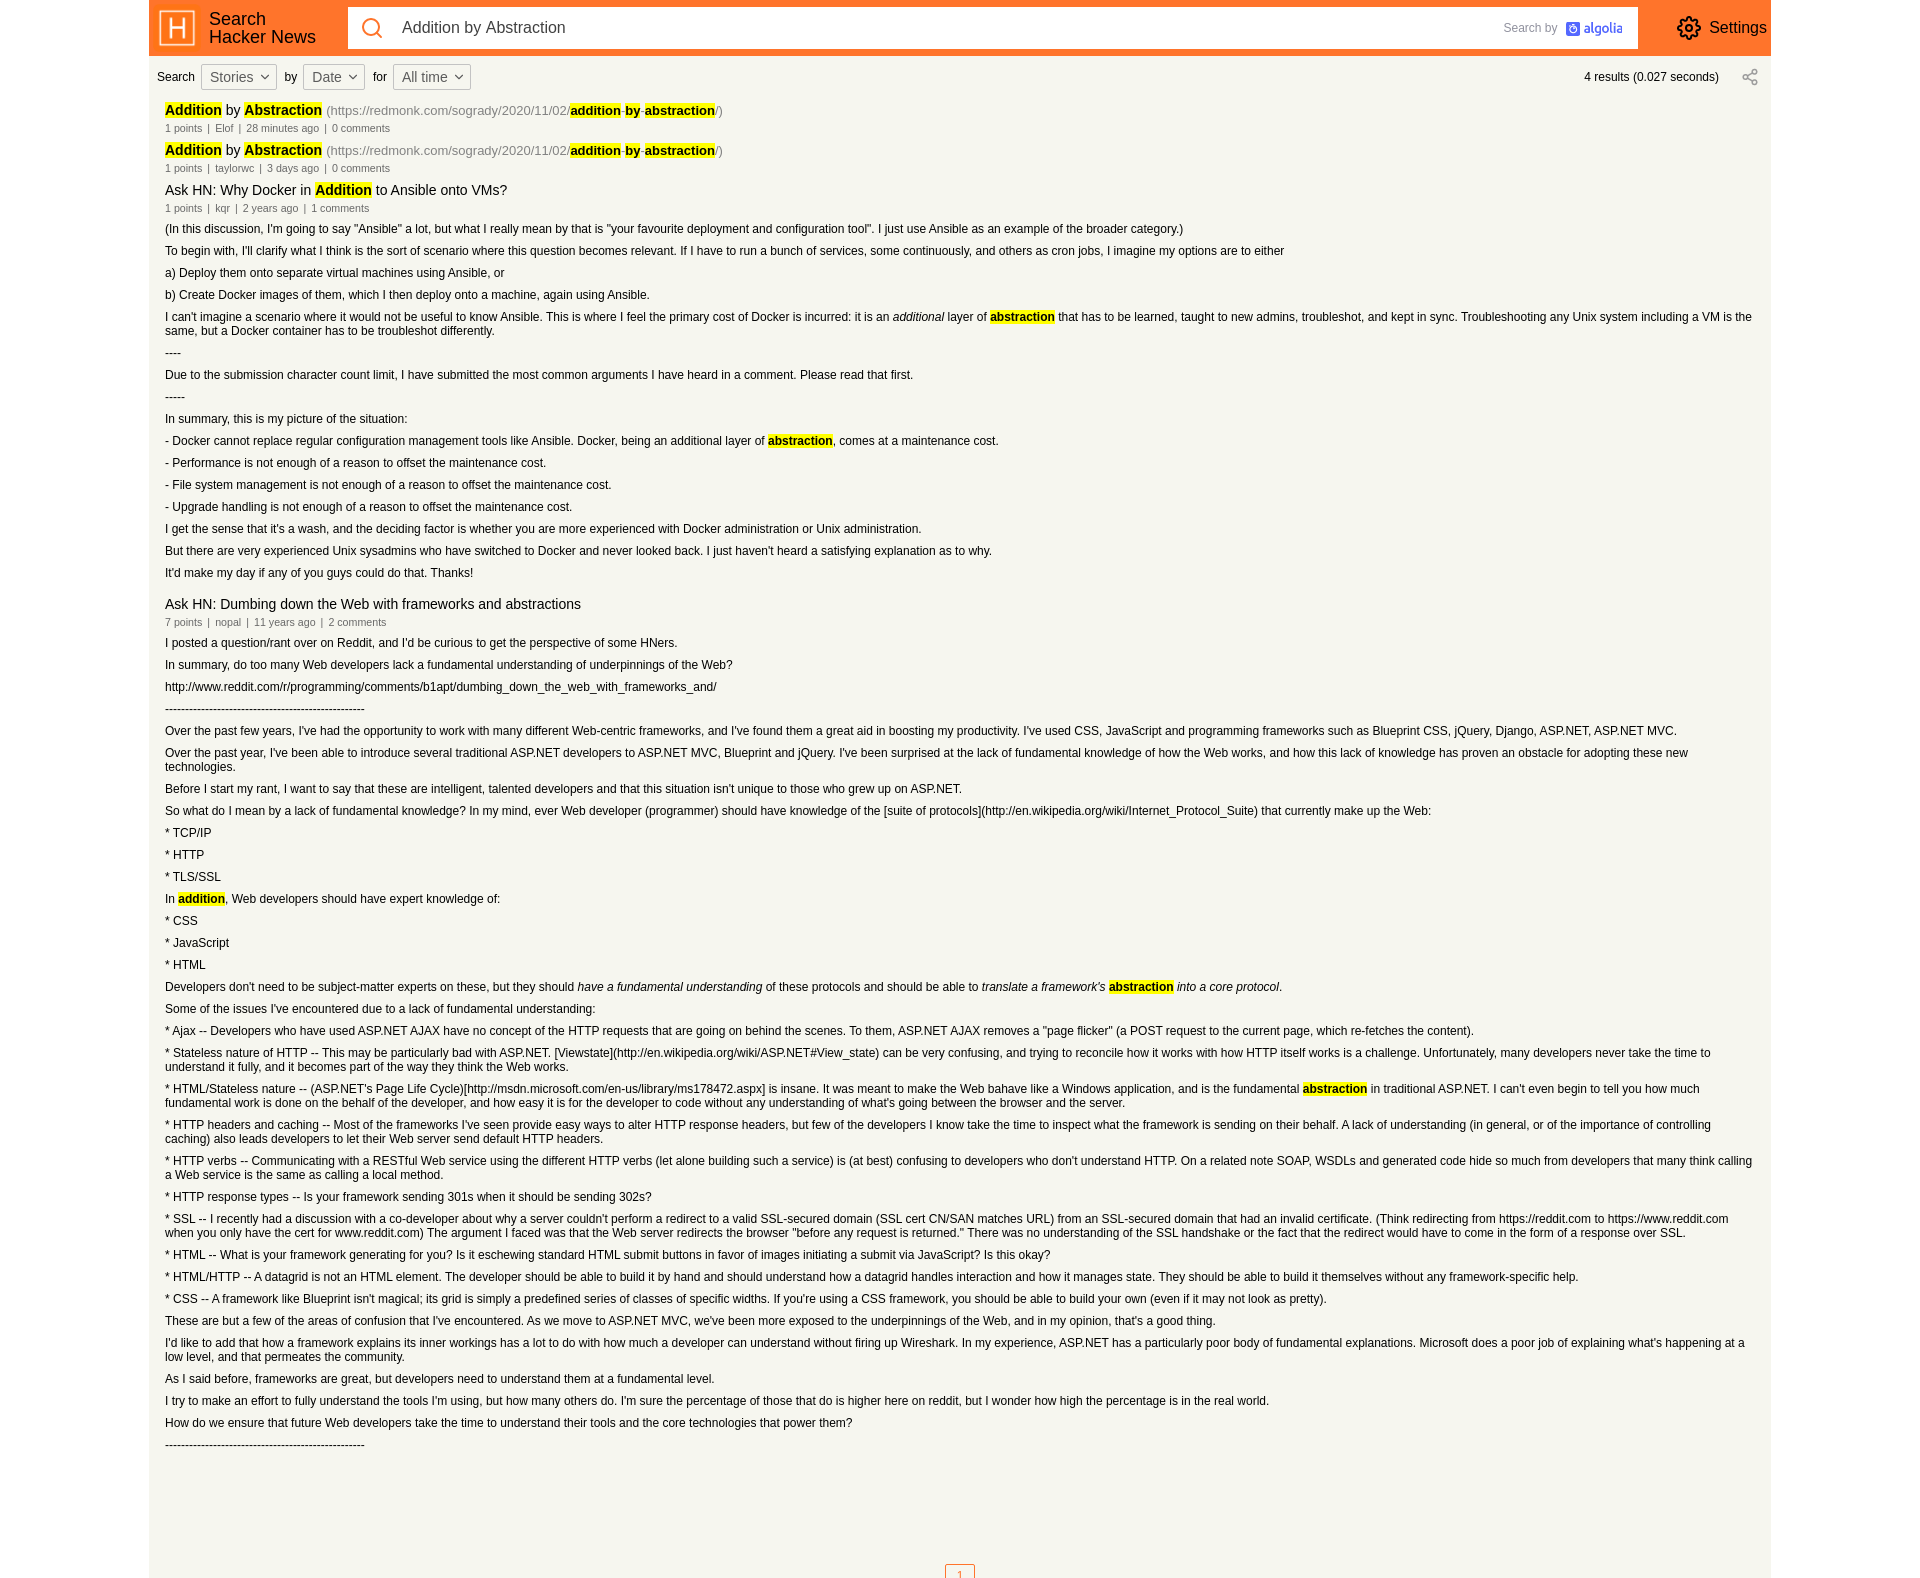 Search
Hacker News
Addition by Abstraction
Search by algolia
Settings
Search Stories by Date for All time
4 results (0.027 seconds)
Addition by Abstraction (https://redmonk.com/sogrady/2020/11/02/addition-by-abstraction/)
1 points | Elof | 28 minutes ago | 0 comments
Addition by Abstraction (https://redmonk.com/sogrady/2020/11/02/addition-by-abstraction/)
1 points | taylorwc | 3 days ago | 0 comments
Ask HN: Why Docker in Addition to Ansible onto VMs?
1 points | kqr | 2 years ago | 1 comments
(In this discussion, I'm going to say "Ansible" a lot, but what I really mean by that is "your favourite deployment and configuration tool". I just use Ansible as an example of the broader category.)
To begin with, I'll clarify what I think is the sort of scenario where this question becomes relevant. If I have to run a bunch of services, some continuously, and others as cron jobs, I imagine my options are to either
a) Deploy them onto separate virtual machines using Ansible, or
b) Create Docker images of them, which I then deploy onto a machine, again using Ansible.
I can't imagine a scenario where it would not be useful to know Ansible. This is where I feel the primary cost of Docker is incurred: it is an additional layer of abstraction that has to be learned, taught to new admins, troubleshot, and kept in sync. Troubleshooting any Unix system including a VM is the
same, but a Docker container has to be troubleshot differently.
----
Due to the submission character count limit, I have submitted the most common arguments I have heard in a comment. Please read that first.
-----
In summary, this is my picture of the situation:
- Docker cannot replace regular configuration management tools like Ansible. Docker, being an additional layer of abstraction, comes at a maintenance cost.
- Performance is not enough of a reason to offset the maintenance cost.
- File system management is not enough of a reason to offset the maintenance cost.
- Upgrade handling is not enough of a reason to offset the maintenance cost.
I get the sense that it's a wash, and the deciding factor is whether you are more experienced with Docker administration or Unix administration.
But there are very experienced Unix sysadmins who have switched to Docker and never looked back. I just haven't heard a satisfying explanation as to why.
It'd make my day if any of you guys could do that. Thanks!
Ask HN: Dumbing down the Web with frameworks and abstractions
7 points | nopal | 11 years ago | 2 comments
I posted a question/rant over on Reddit, and I'd be curious to get the perspective of some HNers.
In summary, do too many Web developers lack a fundamental understanding of underpinnings of the Web?
http://www.reddit.com/r/programming/comments/b1apt/dumbing_down_the_web_with_frameworks_and/
--------------------------------------------------
Over the past few years, I've had the opportunity to work with many different Web-centric frameworks, and I've found them a great aid in boosting my productivity. I've used CSS, JavaScript and programming frameworks such as Blueprint CSS, jQuery, Django, ASP.NET, ASP.NET MVC.
Over the past year, I've been able to introduce several traditional ASP.NET developers to ASP.NET MVC, Blueprint and jQuery. I've been surprised at the lack of fundamental knowledge of how the Web works, and how this lack of knowledge has proven an obstacle for adopting these new
technologies.
Before I start my rant, I want to say that these are intelligent, talented developers and that this situation isn't unique to those who grew up on ASP.NET.
So what do I mean by a lack of fundamental knowledge? In my mind, ever Web developer (programmer) should have knowledge of the [suite of protocols](http://en.wikipedia.org/wiki/Internet_Protocol_Suite) that currently make up the Web:
* TCP/IP
* HTTP
* TLS/SSL
In addition, Web developers should have expert knowledge of:
* CSS
* JavaScript
* HTML
Developers don't need to be subject-matter experts on these, but they should have a fundamental understanding of these protocols and should be able to translate a framework's abstraction into a core protocol.
Some of the issues I've encountered due to a lack of fundamental understanding:
* Ajax -- Developers who have used ASP.NET AJAX have no concept of the HTTP requests that are going on behind the scenes. To them, ASP.NET AJAX removes a "page flicker" (a POST request to the current page, which re-fetches the content).
* Stateless nature of HTTP -- This may be particularly bad with ASP.NET. [Viewstate](http://en.wikipedia.org/wiki/ASP.NET#View_state) can be very confusing, and trying to reconcile how it works with how HTTP itself works is a challenge. Unfortunately, many developers never take the time to
understand it fully, and it becomes part of the way they think the Web works.
* HTML/Stateless nature -- (ASP.NET's Page Life Cycle)[http://msdn.microsoft.com/en-us/library/ms178472.aspx] is insane. It was meant to make the Web bahave like a Windows application, and is the fundamental abstraction in traditional ASP.NET. I can't even begin to tell you how much
fundamental work is done on the behalf of the developer, and how easy it is for the developer to code without any understanding of what's going between the browser and the server.
* HTTP headers and caching -- Most of the frameworks I've seen provide easy ways to alter HTTP response headers, but few of the developers I know take the time to inspect what the framework is sending on their behalf. A lack of understanding (in general, or of the importance of controlling
caching) also leads developers to let their Web server send default HTTP headers.
* HTTP verbs -- Communicating with a RESTful Web service using the different HTTP verbs (let alone building such a service) is (at best) confusing to developers who don't understand HTTP. On a related note SOAP, WSDLs and generated code hide so much from developers that many think calling
a Web service is the same as calling a local method.
* HTTP response types -- Is your framework sending 301s when it should be sending 302s?
* SSL -- I recently had a discussion with a co-developer about why a server couldn't perform a redirect to a valid SSL-secured domain (SSL cert CN/SAN matches URL) from an SSL-secured domain that had an invalid certificate. (Think redirecting from https://reddit.com to https://www.reddit.com
when you only have the cert for www.reddit.com) The argument I faced was that the Web server redirects the browser "before any request is returned." There was no understanding of the SSL handshake or the fact that the redirect would have to come in the form of a response over SSL.
* HTML -- What is your framework generating for you? Is it eschewing standard HTML submit buttons in favor of images initiating a submit via JavaScript? Is this okay?
* HTML/HTTP -- A datagrid is not an HTML element. The developer should be able to build it by hand and should understand how a datagrid handles interaction and how it manages state. They should be able to build it themselves without any framework-specific help.
* CSS -- A framework like Blueprint isn't magical; its grid is simply a predefined series of classes of specific widths. If you're using a CSS framework, you should be able to build your own (even if it may not look as pretty).
These are but a few of the areas of confusion that I've encountered. As we move to ASP.NET MVC, we've been more exposed to the underpinnings of the Web, and in my opinion, that's a good thing.
I'd like to add that how a framework explains its inner workings has a lot to do with how much a developer can understand without firing up Wireshark. In my experience, ASP.NET has a particularly poor body of fundamental explanations. Microsoft does a poor job of explaining what's happening at a
low level, and that permeates the community.
As I said before, frameworks are great, but developers need to understand them at a fundamental level.
I try to make an effort to fully understand the tools I'm using, but how many others do. I'm sure the percentage of those that do is higher here on reddit, but I wonder how high the percentage is in the real world.
How do we ensure that future Web developers take the time to understand their tools and the core technologies that power them?
--------------------------------------------------
1